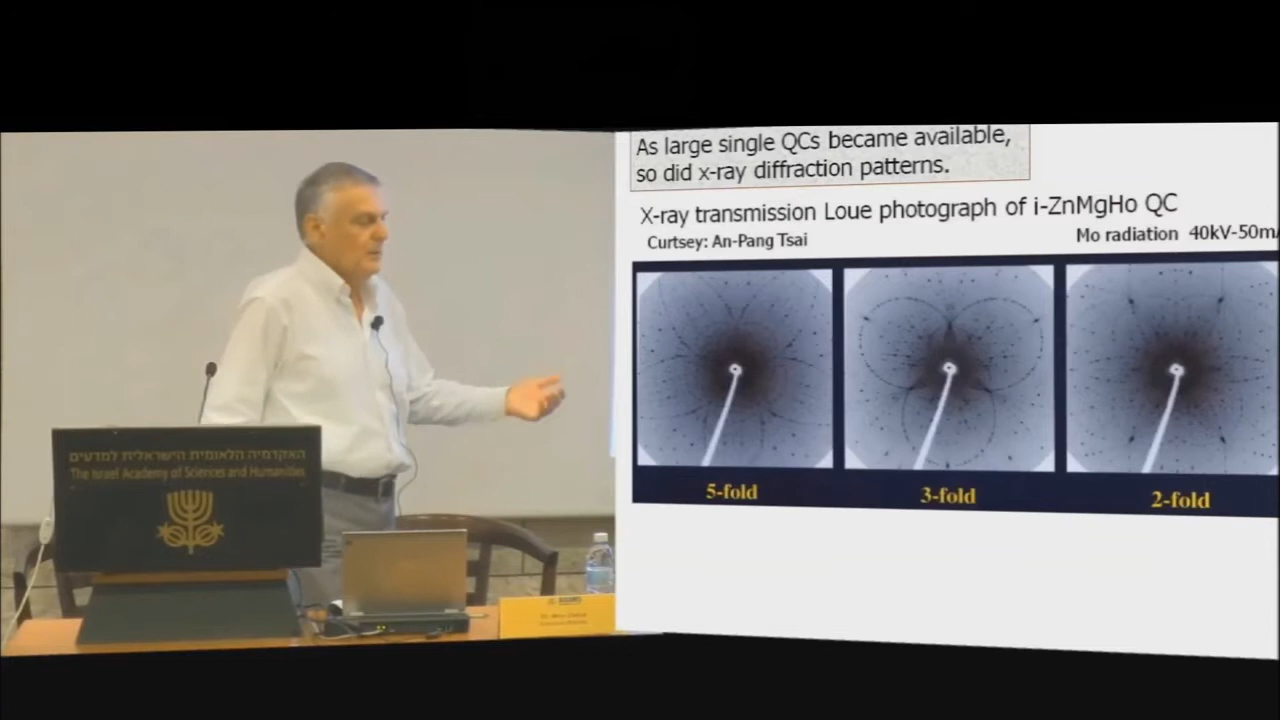 As large single QCs became available,
so did x-ray diffraction patterns.
X-ray transmission Loue photograph of i-ZnMgHo QC
Curtsey: An-Pang Tsai
Mo radiation 40kV-50m
5-fold
3-fold
2-fold
האקדמיה הלאומית הישראלית למדעים
The Israel Academy of Sciences and Humanities